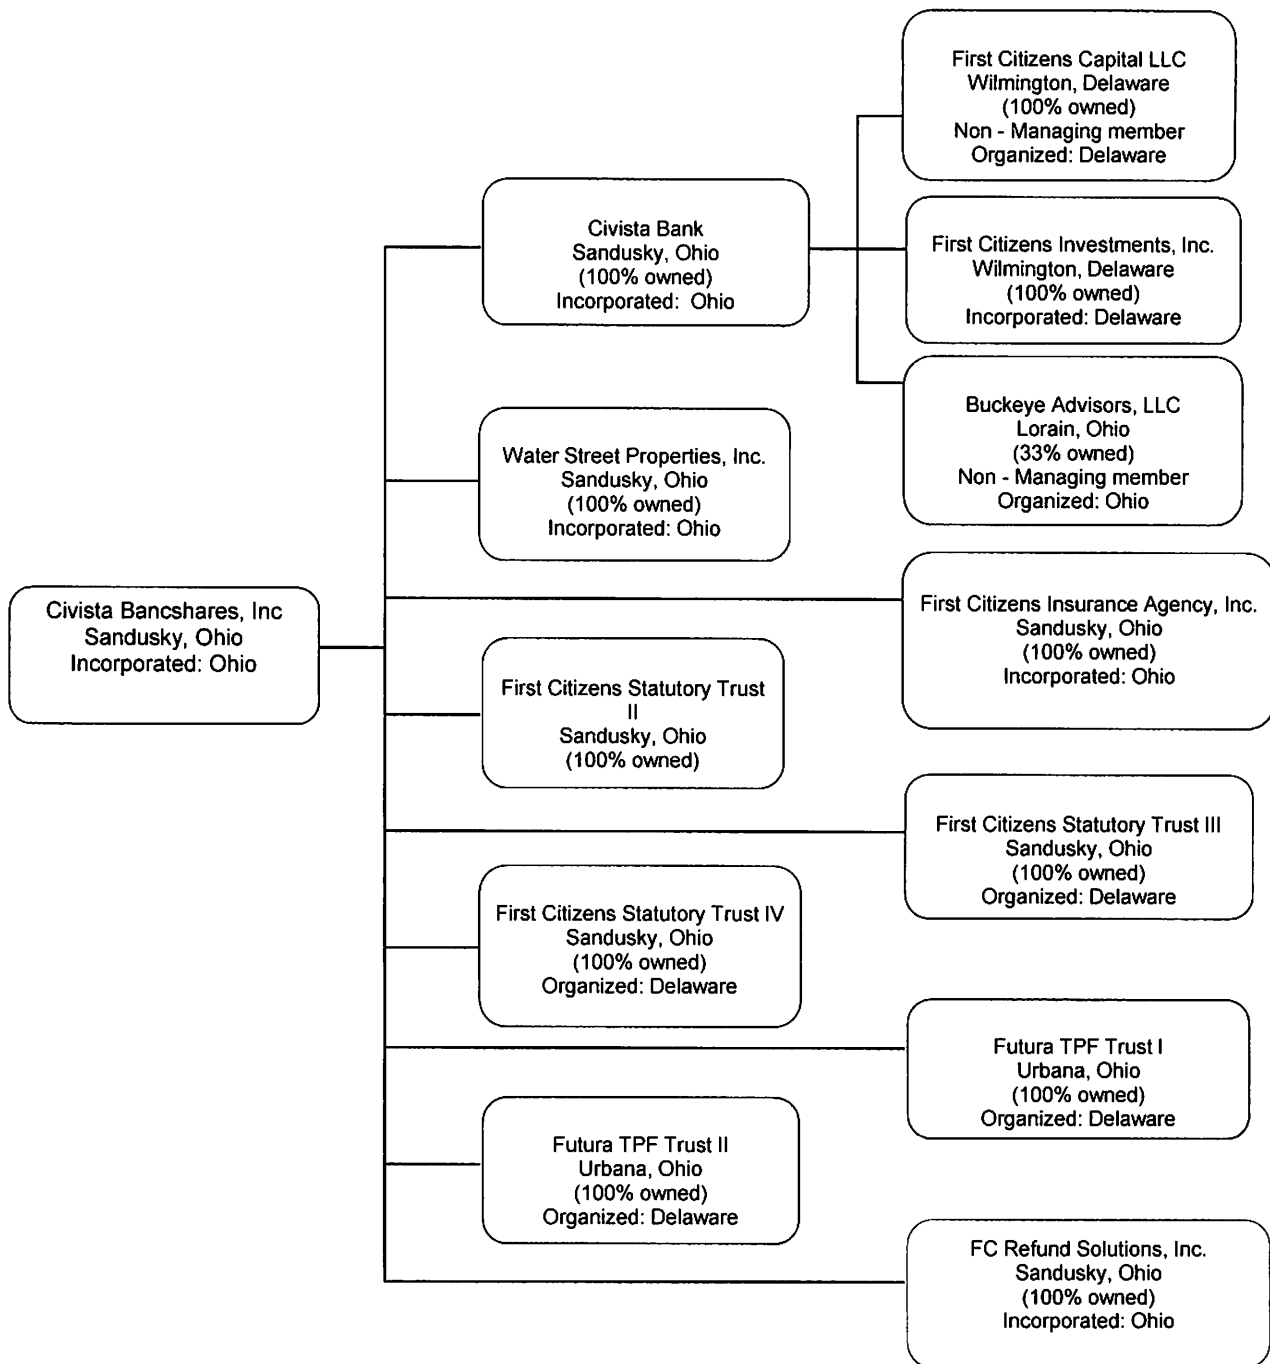 First Citizens Capital LLC
Wilmington, Delaware
(100% owned)
Non - Managing member
Organized: Delaware
Civista Bank
Sandusky, Ohio
(100% owned)
Incorporated: Ohio
First Citizens Investments, Inc.
Wilmington, Delaware
(100% owned)
Incorporated: Delaware
Buckeye Advisors, LLC
Lorain, Ohio
(33% owned)
Non - Managing member
Organized: Ohio
Water Street Properties, Inc.
Sandusky, Ohio
(100% owned)
Incorporated: Ohio
Civista Bancshares, Inc
Sandusky, Ohio
Incorporated: Ohio
First Citizens Insurance Agency, Inc.
Sandusky, Ohio
(100% owned)
Incorporated: Ohio
First Citizens Statutory Trust
II
Sandusky, Ohio
(100% owned)
First Citizens Statutory Trust III
Sandusky, Ohio
(100% owned)
Organized: Delaware
First Citizens Statutory Trust IV
Sandusky, Ohio
(100% owned)
Organized: Delaware
Futura TPF Trust I
Urbana, Ohio
(100% owned)
Organized: Delaware
Futura TPF Trust II
Urbana, Ohio
(100% owned)
Organized: Delaware
FC Refund Solutions, Inc.
Sandusky, Ohio
(100% owned)
Incorporated: Ohio